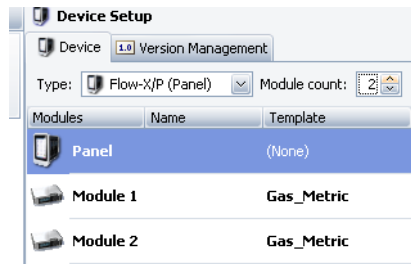 Device Setup
Device 1.0 Version Management
Type: Flow-X/P (Panel) Module count: 2
Modules Name Template
Panel (None)
Module 1 Gas_Metric
Module 2 Gas_Metric